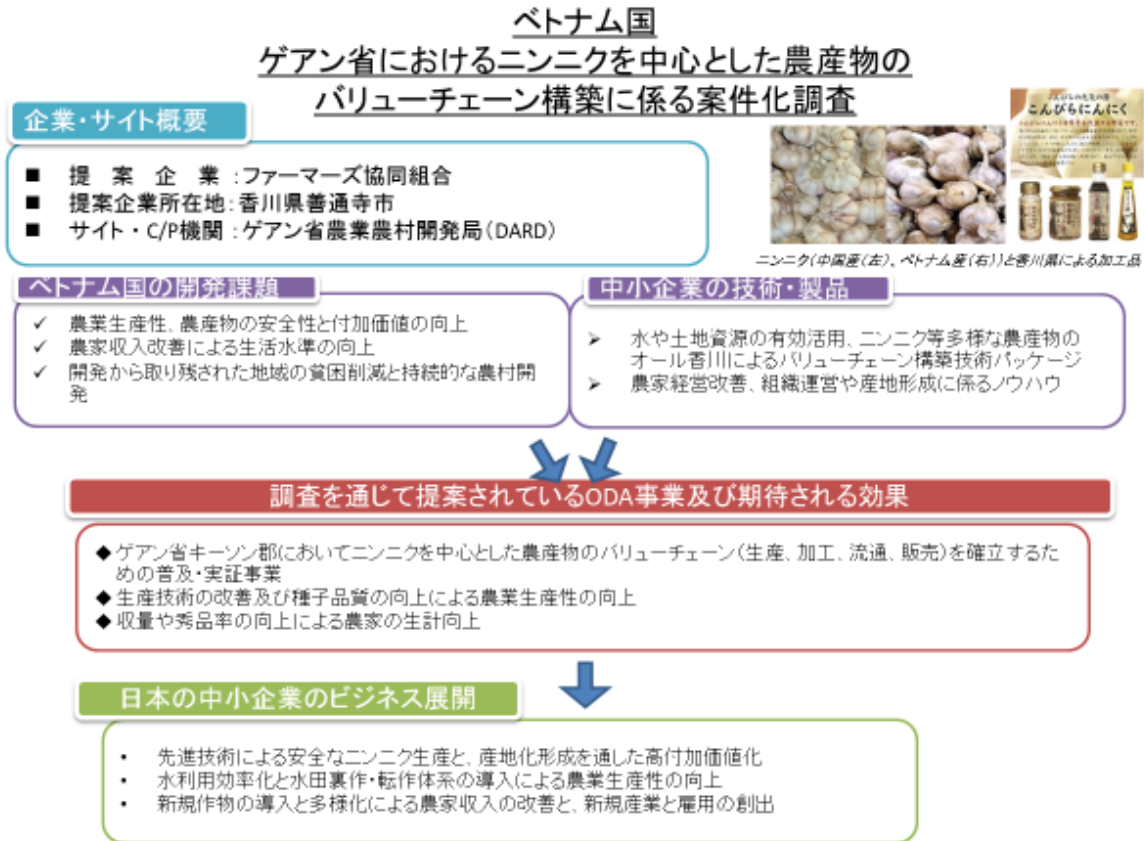 ベトナム国
ゲアン省におけるニンニクを中心とした農産物の
バリューチェーン構築に係る案件化調査
企業・サイト概要
■ 提 案 企 業 :ファーマーズ協同組合
■ 提案企業所在地:香川県善通寺市
■ サイト・C/P機関:ゲアン省農業農村開発局(DARD)
こんぴらにんにく
ニンニク(中国産(左)、ベトナム産(右))と香川県による加工品
ベトナム国の開発課題
✓ 農業生産性、農産物の安全性と付加価値の向上
✓ 農家収入改善による生活水準の向上
✓ 開発から取り残された地域の貧困削減と持続的な農村開
発
中小企業の技術・製品
➢ 水や土地資源の有効活用、ニンニク等多様な農産物の
オール香川によるバリューチェーン構築技術パッケージ
➢ 農家経営改善、組織運営や産地形成に係るノウハウ
調査を通じて提案されているODA事業及び期待される効果
◆ゲアン省キーソン郡においてニンニクを中心とした農産物のバリューチェーン(生産、加工、流通、販売)を確立するた
めの普及・実証事業
◆生産技術の改善及び種子品質の向上による農業生産性の向上
◆収量や秀品率の向上による農家の生計向上
日本の中小企業のビジネス展開
• 先進技術による安全なニンニク生産と、産地化形成を通した高付加価値化
• 水利用効率化と水田裏作・転作体系の導入による農業生産性の向上
• 新規作物の導入と多様化による農家収入の改善と、新規産業と雇用の創出